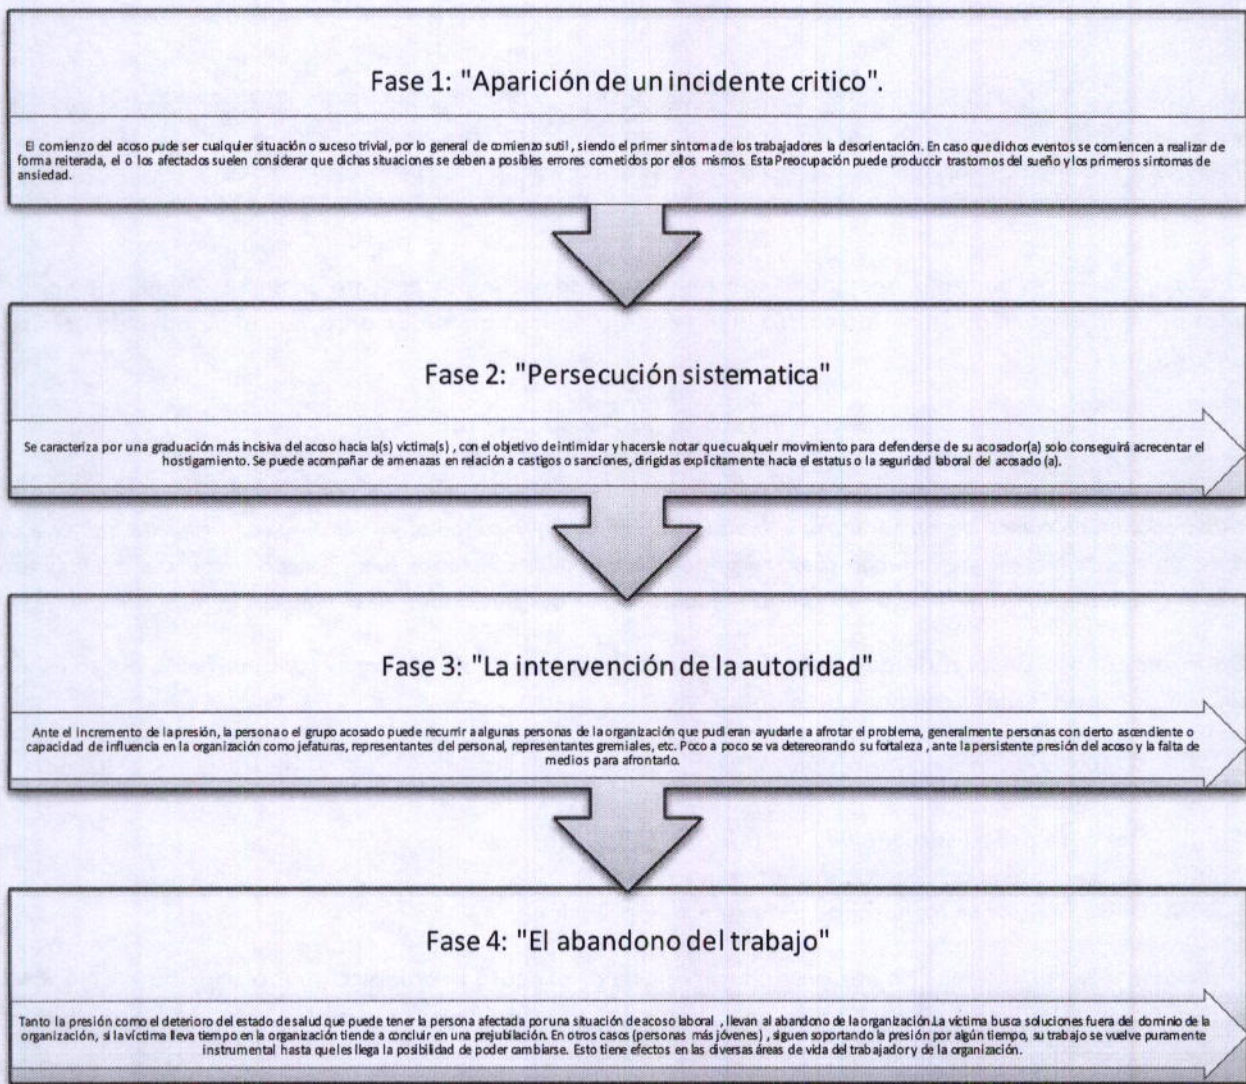 Fase 1: "Aparición de un incidente critico".
El comienzo del acoso pude ser cualquier situación o suceso trivial, por lo general de comienzo sutil, siendo el primer sintoma de los trabajadores la desorientación. En caso que dichos eventos se comiencen a realizar de
forma reiterada, el o los afectados suelen considerar que dichas situaciones se deben a posibles errores cometidos por ellos mismos. Esta Preocupación puede produccir trastornos del sueño y los primeros sintomas de
ansiedad.
Fase 2: "Persecución sistematica"
Se caracteriza por una graduación más incisiva del acoso hacia la(s) victima(s) , con el objetivo de intimidar y hacersle notar que cualqueir movimiento para defenderse de su acosador(a) solo conseguirá acrecentar el
hostigamiento. Se puede acompañar de amenazas en relación a castigos o sanciones, dirigidas explicitamente hacia el estatus o la seguridad laboral del acosado (a).
Fase 3: "La intervención de la autoridad"
Ante el incremento de la presión, la persona o el grupo acosado puede recurrir a algunas personas de la organización que pudieran ayudarle a afrotar el problema, generalmente personas con cierto ascendiente o
capacidad de influencia en la organización como jefaturas, representantes del personal, representantes gremiales, etc. Poco a poco se va detereorando su fortaleza , ante la persistente presión del acoso y la falta de
medios para afrontarlo.
Fase 4: "El abandono del trabajo"
Tanto la presión como el deterioro del estado de salud que puede tener la persona afectada por una situación de acoso laboral , llevan al abandono de la organización.La víctima busca soluciones fuera del dominio de la
organización, si la víctima lleva tiempo en la organización tiende a concluir en una prejubilación. En otros casos (personas más jóvenes) , siguen soportando la presión por algún tiempo, su trabajo se vuelve puramente
instrumental hasta que les llega la posibilidad de poder cambiarse. Esto tiene efectos en las diversas áreas de vida del trabajador y de la organización.